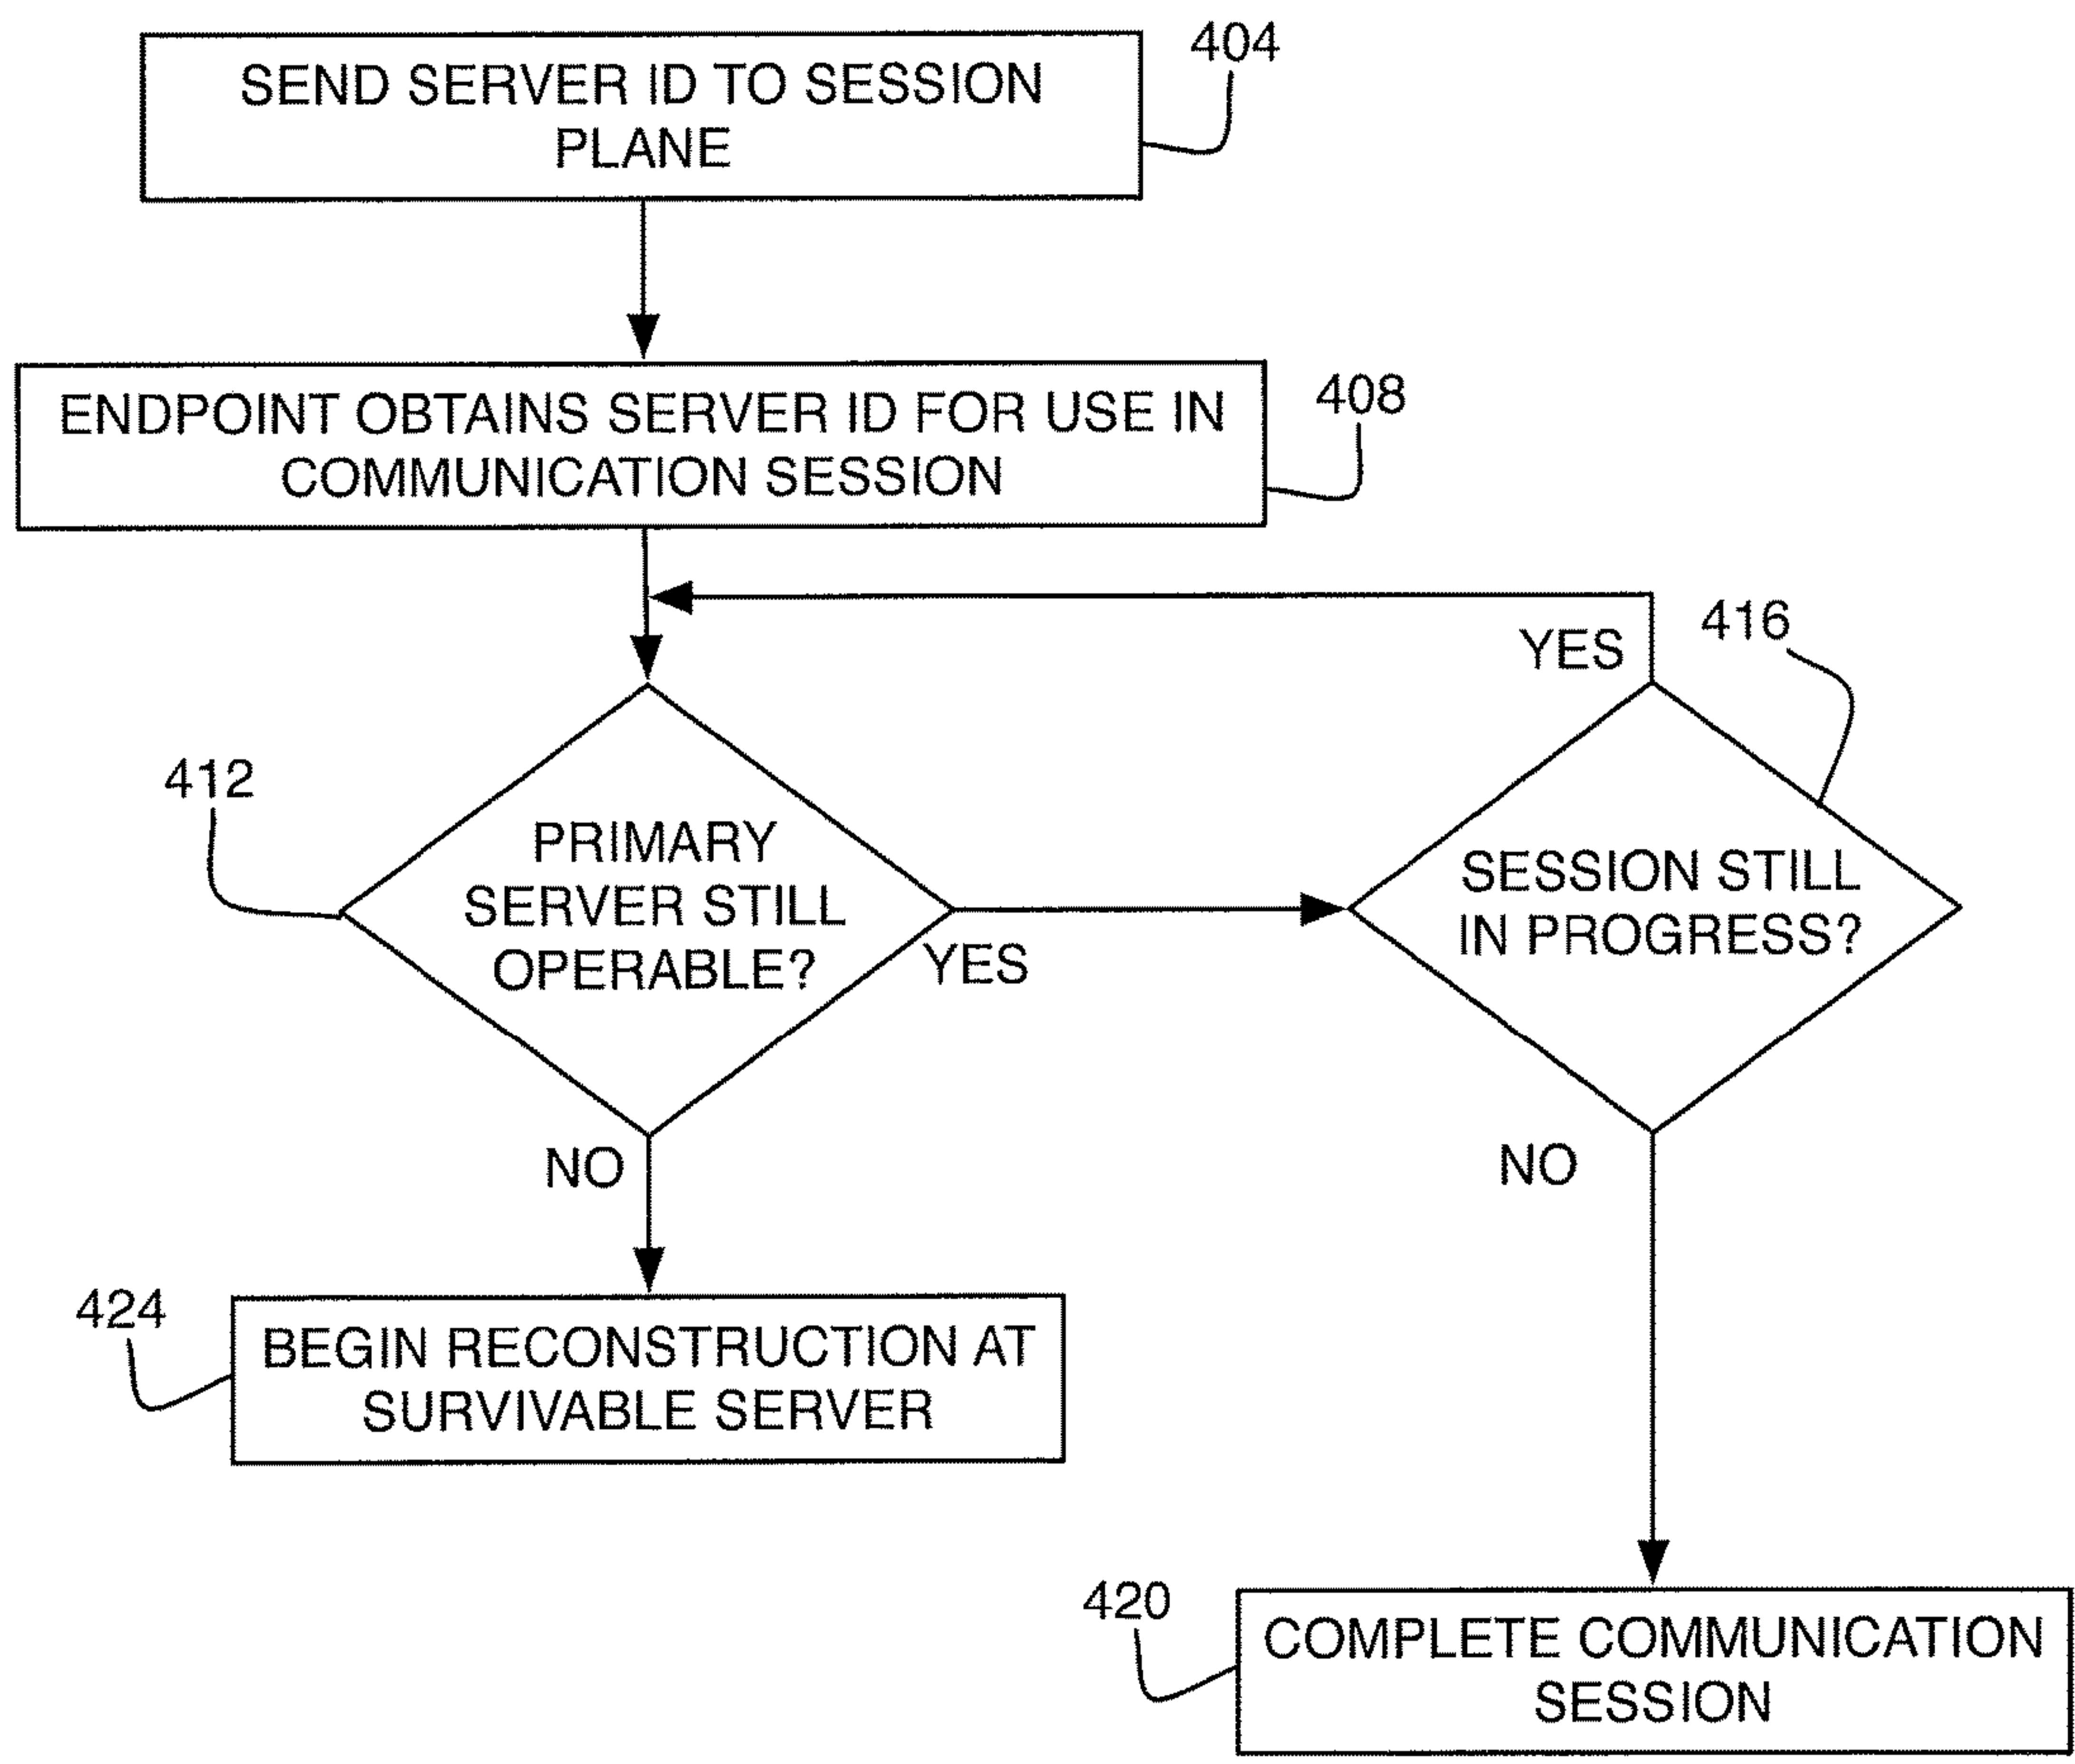 404
SEND SERVER ID TO SESSION
PLANE
408
ENDPOINT OBTAINS SERVER ID FOR USE IN
COMMUNICATION SESSION
YES
416
412
PRIMARY
SERVER STILL
OPERABLE?
YES
SESSION STILL
IN PROGRESS?
NO
NO
424
BEGIN RECONSTRUCTION AT
SURVIVABLE SERVER
420
COMPLETE COMMUNICATION
SESSION